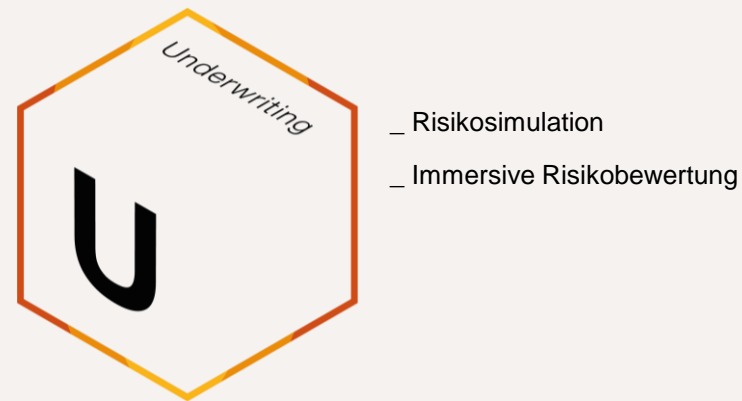 Underwriting
U
_ Risikosimulation
_ Immersive Risikobewertung